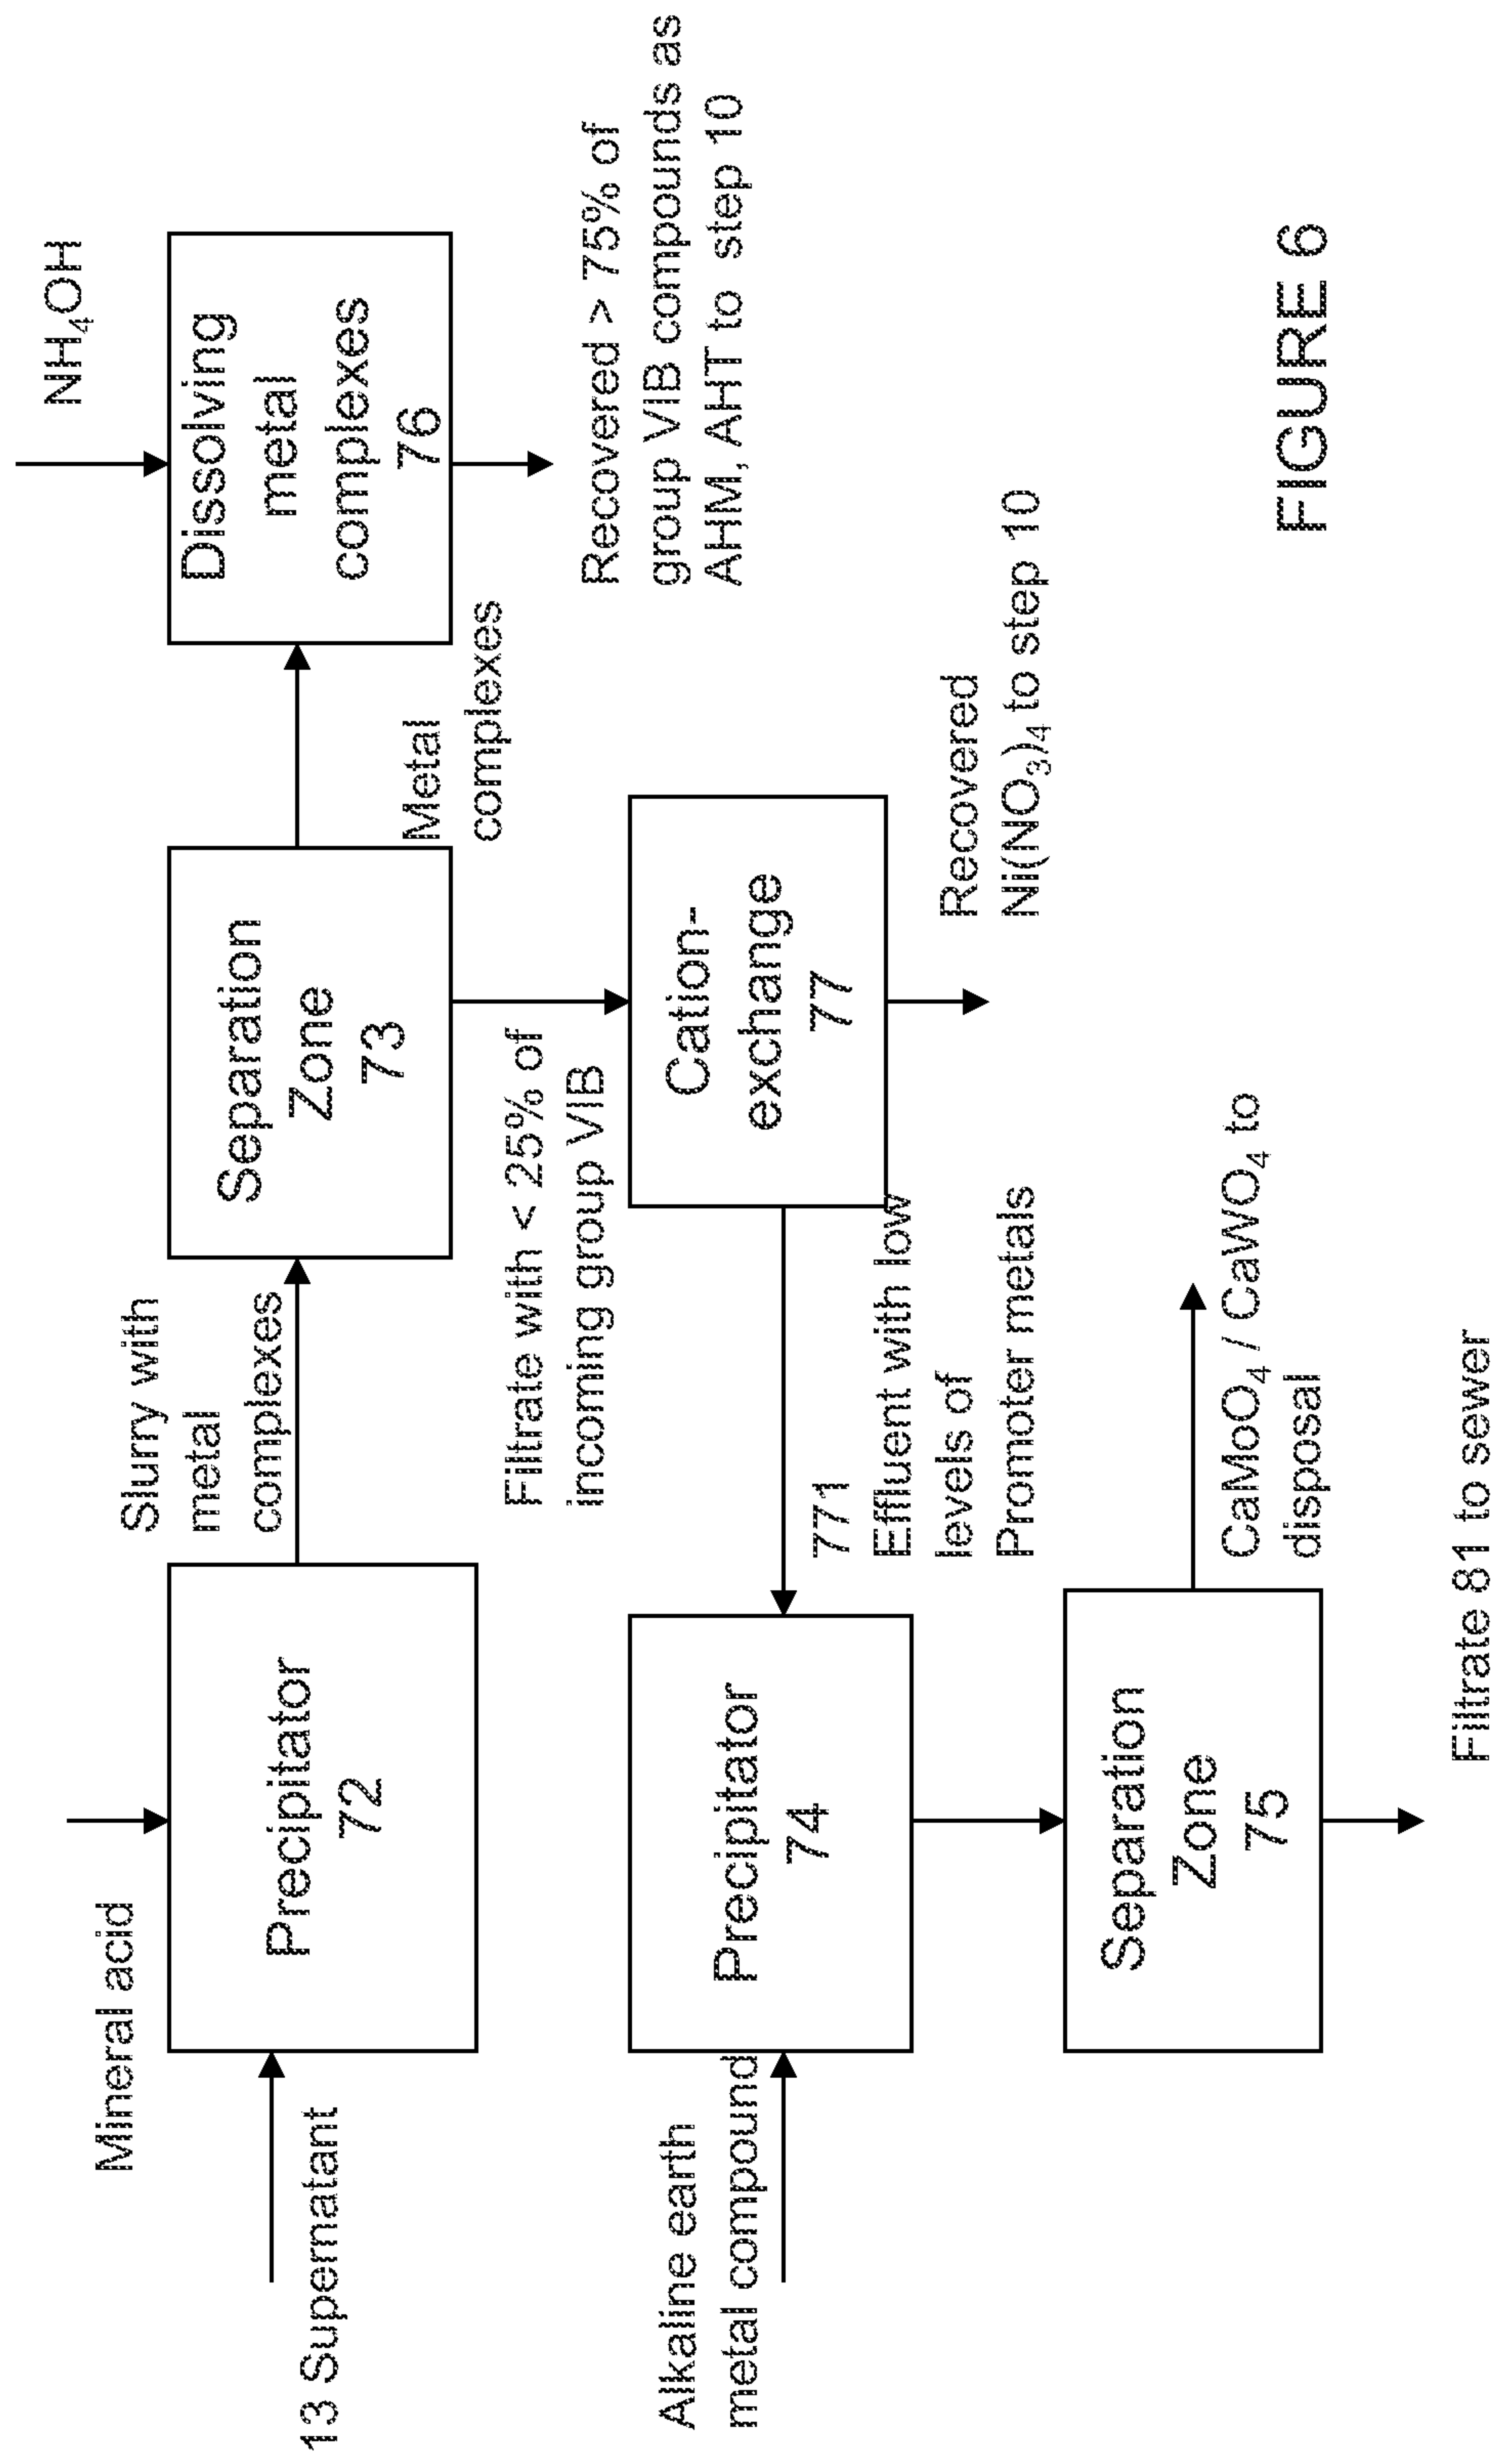 NH4OH
Mineral acid
13 Supernatant
Precipitator
72
Slurry with
metal
complexes
Separation
Zone
73
Metal
complexes
Dissolving
metal
complexes
76
Recovered > 75% of
group VIB compounds as
AHM, AHT to step 10
Filtrate with < 25% of
incoming group VIB
Alkaline earth
metal compound
Precipitator
74
771
Effluent with low
levels of
Promoter metals
Cation-
exchange
77
Recovered
Ni(NO3)4 to step 10
Separation
Zone
75
CaMoO4 / CaWO4 to
disposal
Filtrate 81 to sewer
FIGURE 6